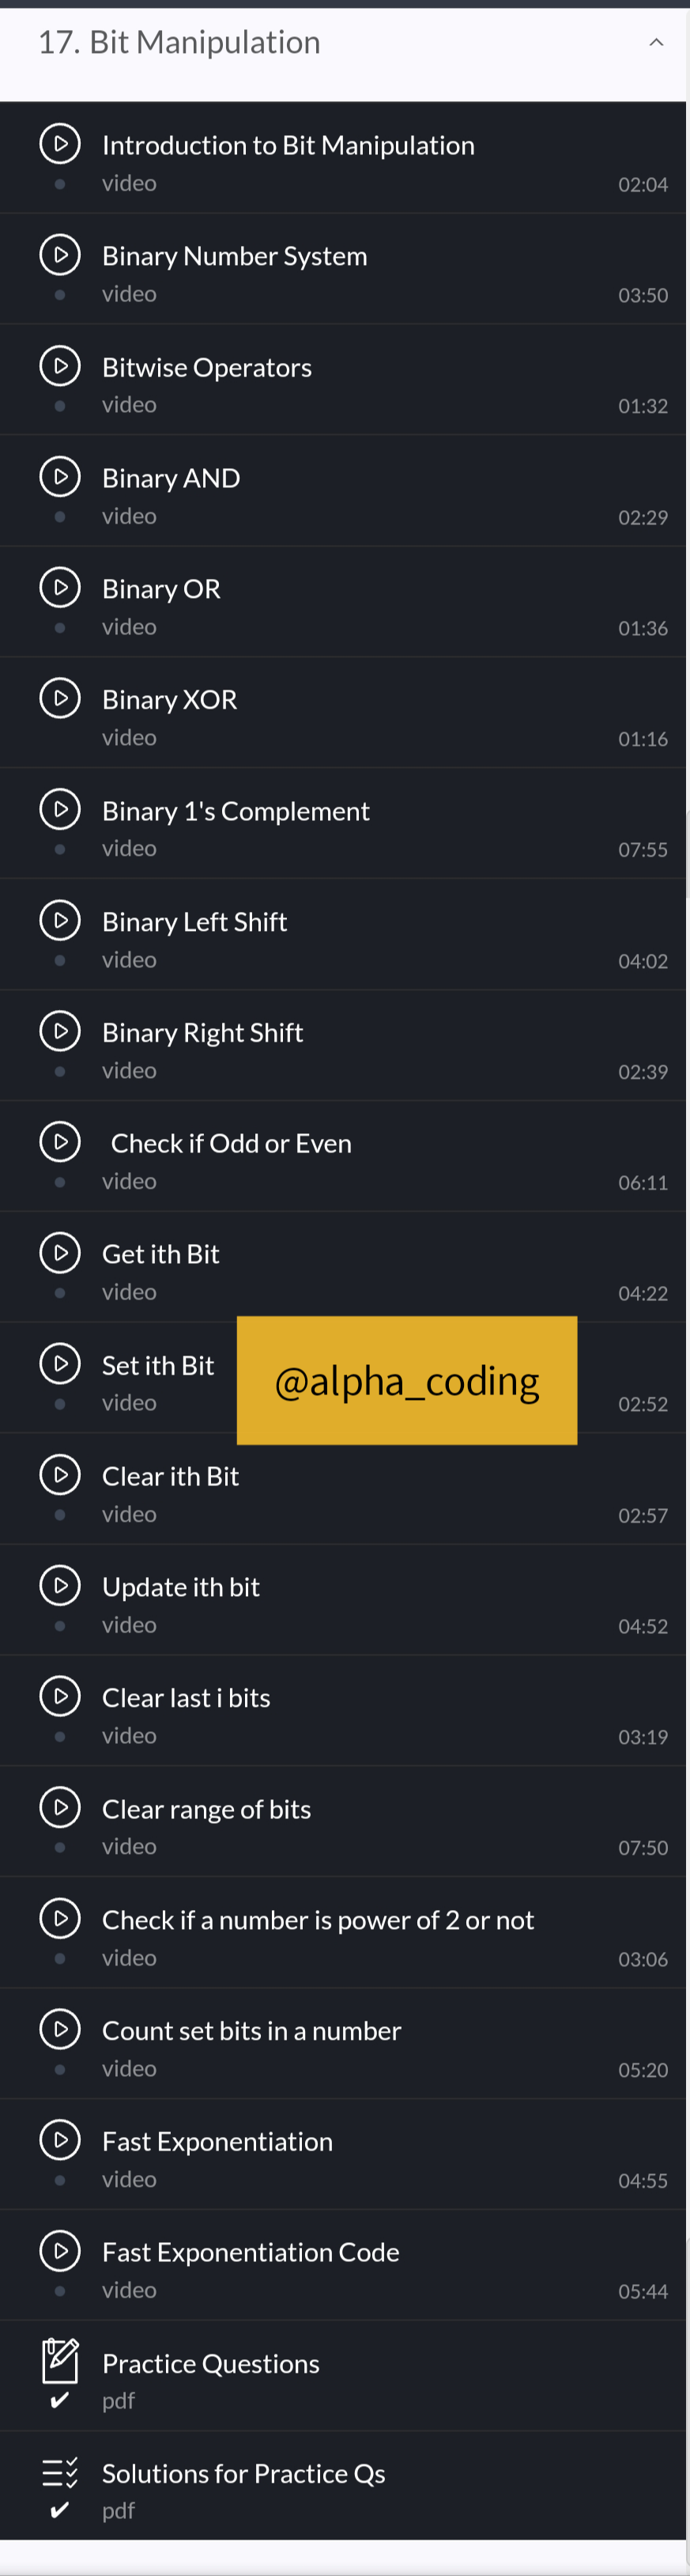 17. Bit Manipulation
Introduction to Bit Manipulation
video
02:04
Binary Number System
video
03:50
Bitwise Operators
video
01:32
Binary AND
video
02:29
Binary OR
video
01:36
Binary XOR
video
01:16
Binary 1's Complement
video
07:55
Binary Left Shift
video
04:02
Binary Right Shift
video
02:39
Check if Odd or Even
video
06:11
Get ith Bit
video
04:22
Set ith Bit
@alpha_coding
video
02:52
Clear ith Bit
video
02:57
Update ith bit
video
04:52
Clear last i bits
video
03:19
Clear range of bits
video
07:50
Check if a number is power of 2 or not
video
03:06
Count set bits in a number
video
05:20
Fast Exponentiation
video
04:55
Fast Exponentiation Code
video
05:44
Practice Questions
pdf
Solutions for Practice Qs
pdf